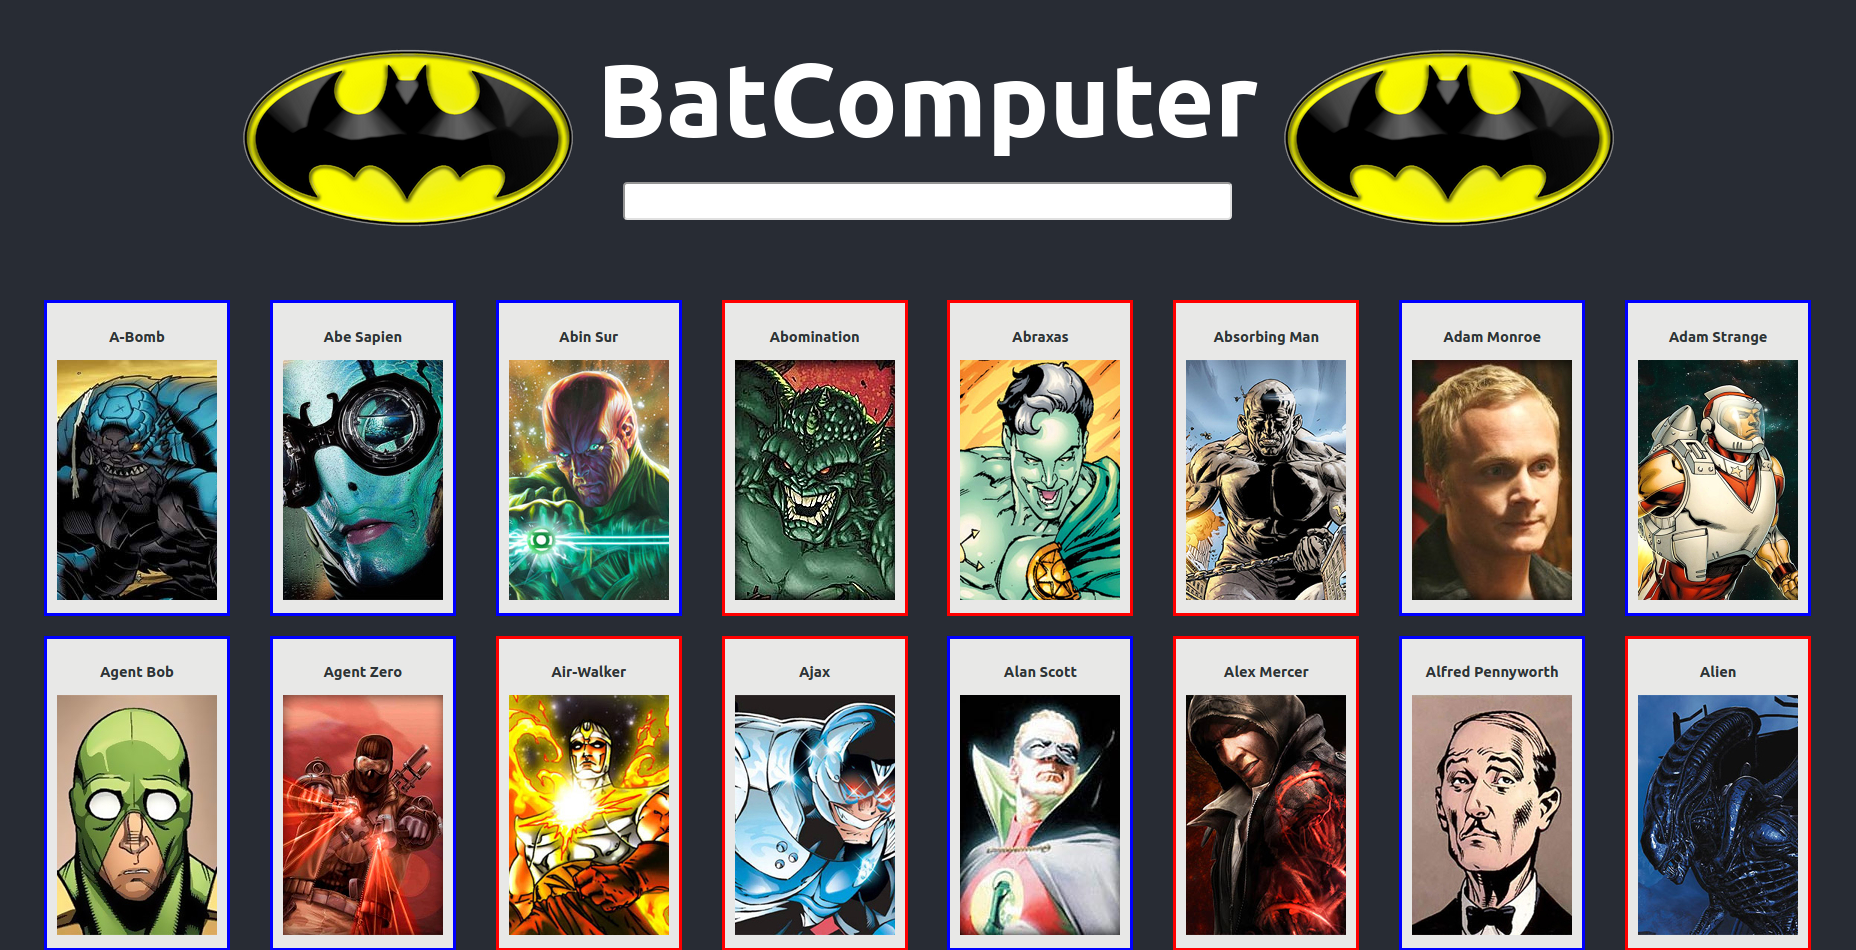 BatComputer
A-Bomb
Abe Sapien
Abin Sur
Abomination
Abraxas
Absorbing Man
Adam Monroe
Adam Strange
Agent Bob
Agent Zero
Air-Walker
Ajax
Alan Scott
Alex Mercer
Alfred Pennyworth
Alien